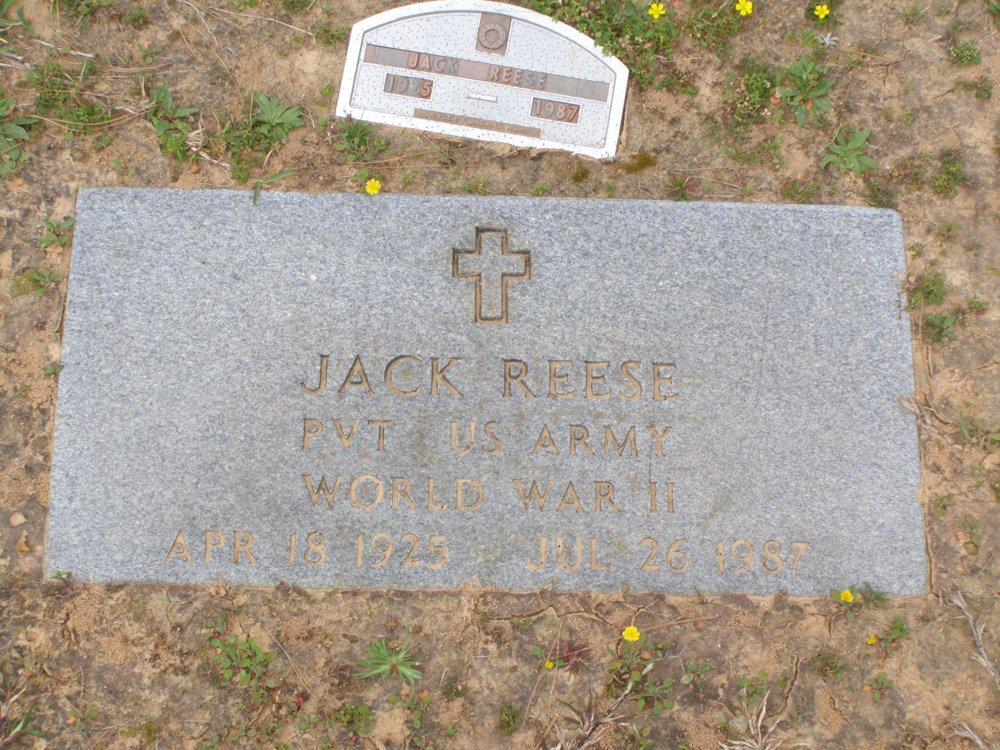 JACK REESE
1925 1987
JACK REESE
PVT US ARMY
WORLD WAR II
APR 18 1925 JUL 26 1987